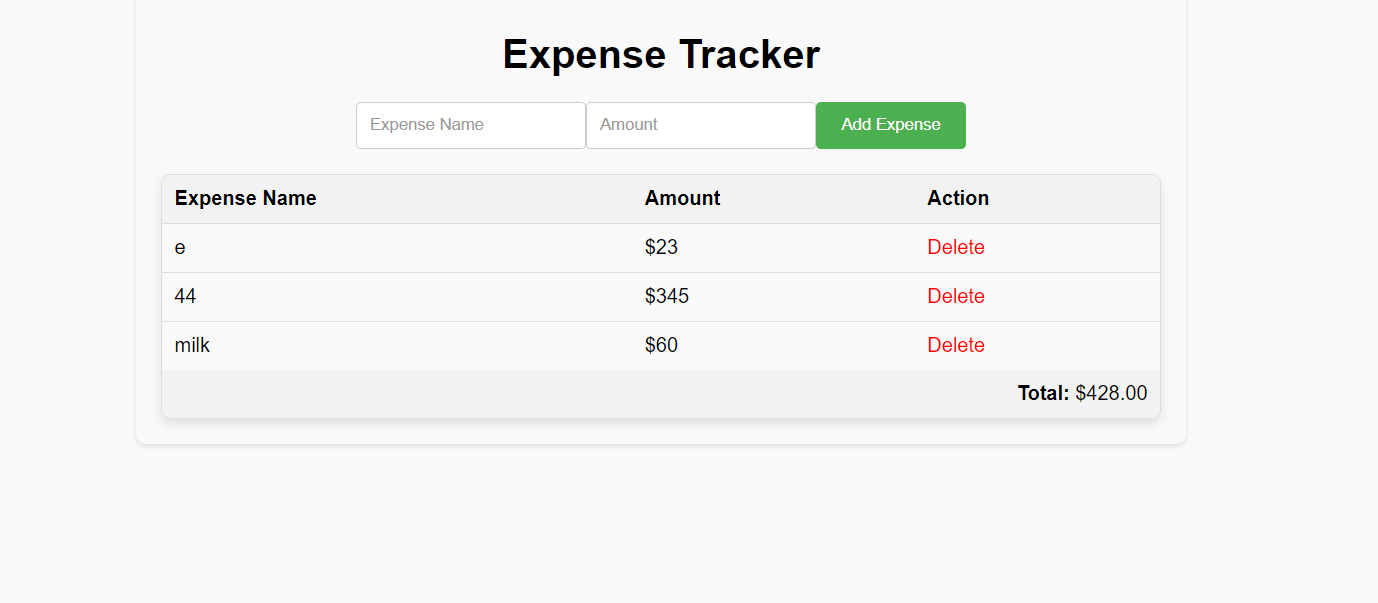 Expense Tracker
Expense Name Amount Add Expense
Expense Name Amount Action
e $23 Delete
44 $345 Delete
milk $60 Delete
Total: $428.00